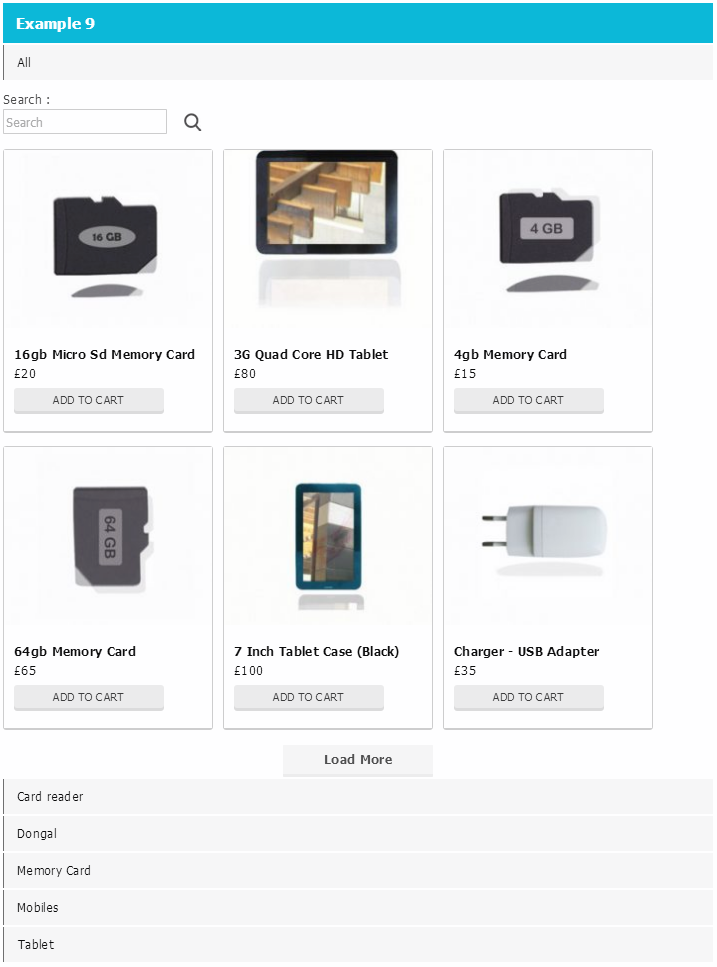 Example 9
All
Search :
Search
16 GB
4 GB
16gb Micro Sd Memory Card
3G Quad Core HD Tablet
4gb Memory Card
£20
£80
£15
ADD TO CART
ADD TO CART
ADD TO CART
64 GB
64gb Memory Card
7 Inch Tablet Case (Black)
Charger - USB Adapter
£65
£100
£35
ADD TO CART
ADD TO CART
ADD TO CART
Load More
Card reader
Dongal
Memory Card
Mobiles
Tablet